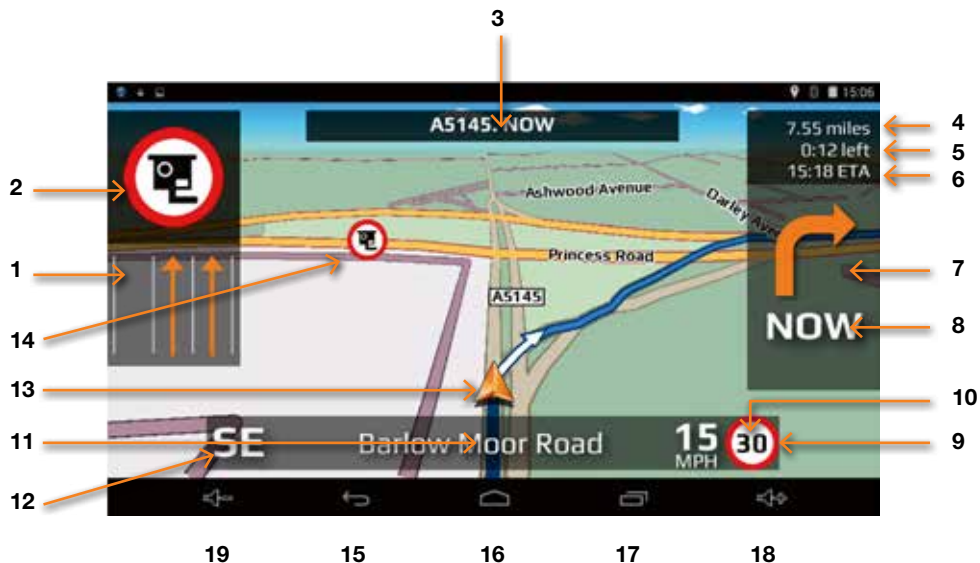 3
15:06
A5145. NOW
7.55 miles 4
0:12 left 5
15:18 ETA 6
2
Ashwood Avenue
Darley Ave
Princess Road
1
7
A5145
14
NOW 8
13
10
11
SE Barlow Moor Road 15 MPH 30 9
12
19 15 16 17 18